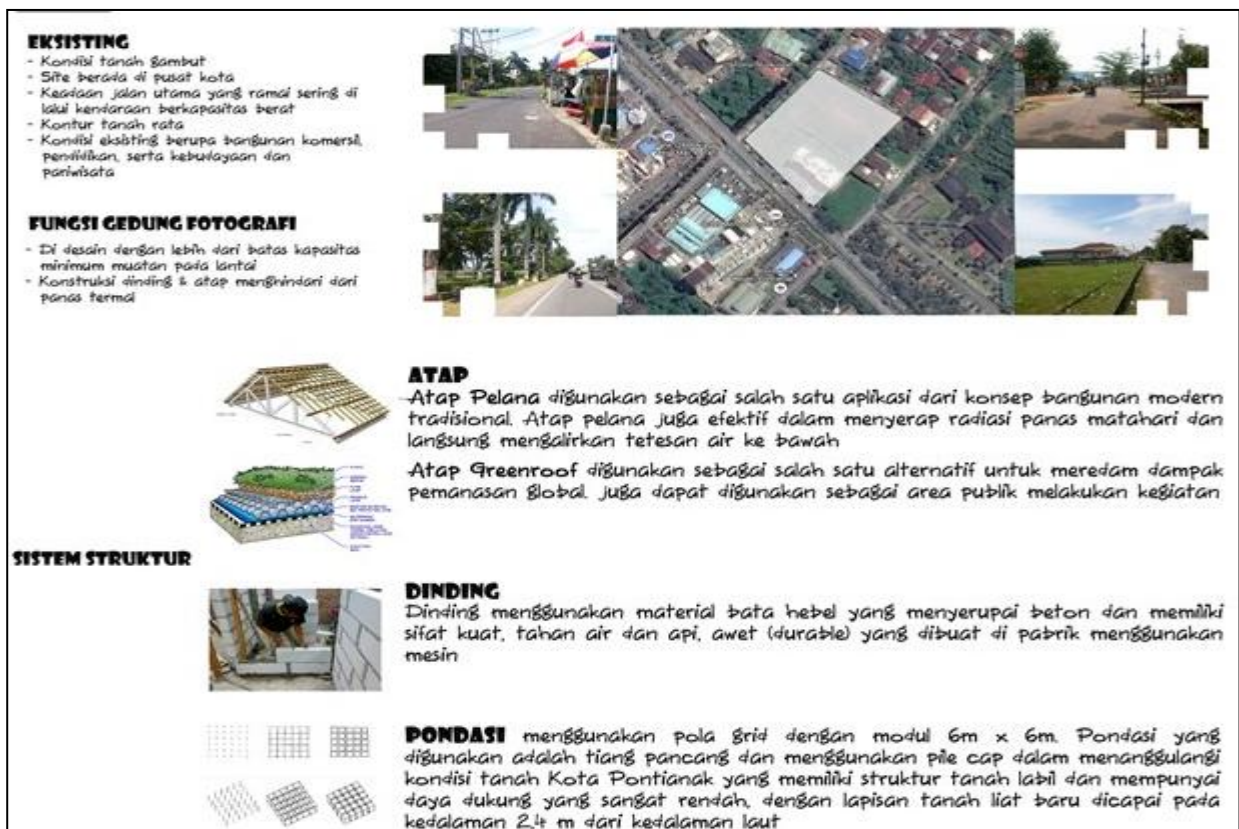 EKSISTING
- Kondisi tanah gambut
- Site berada di pusat kota
- Keadaan jalan utama yang ramai sering di
lalui kendaraan berkapasitas berat
- Kontur tanah rata
- Kondisi eksisting berupa bangunan komersil,
pendidikan, serta kebudayaan dan
pariwisata
FUNGSI GEDUNG FOTOGRAFI
- Di desain dengan lebih dari batas kapasitas
minimum muatan pada lantai
- Konstruksi dinding & atap menghindari dari
panas termal
ATAP
Atap Pelana digunakan sebagai salah satu aplikasi dari konsep bangunan modern
tradisional. Atap pelana juga efektif dalam menyerap radiasi panas matahari dan
langsung mengalirkan tetesan air ke bawah
Atap Greenroof digunakan sebagai salah satu alternatif untuk meredam dampak
pemanasan global. juga dapat digunakan sebagai area publik melakukan kegiatan
SISTEM STRUKTUR
DINDING
Dinding menggunakan material bata hebel yang menyerupai beton dan memiliki
sifat kuat, tahan air dan api, awet (durable) yang dibuat di pabrik menggunakan
mesin
PONDASI menggunakan pola grid dengan modul 6m x 6m. Pondasi yang
digunakan adalah tiang pancang dan menggunakan pile cap dalam menanggulangi
kondisi tanah Kota Pontianak yang memiliki struktur tanah labil dan mempunyai
daya dukung yang sangat rendah, dengan lapisan tanah liat baru dicapai pada
kedalaman 2,4 m dari kedalaman laut